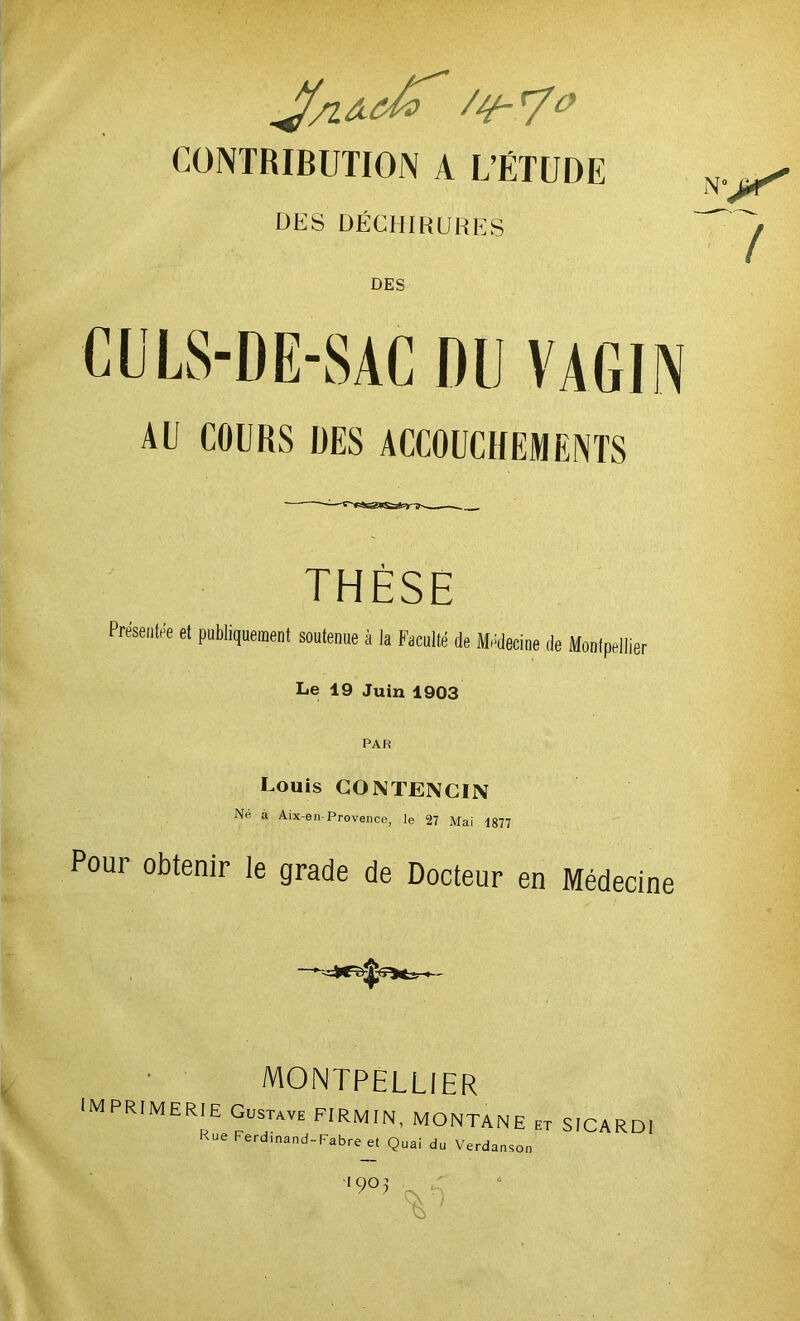 14-70
CONTRIBUTION A L'ÉTUDE
N°
DES DÉCHIRURES
1
DES
CULS-DE-SAC DU VAGIN
AU COURS DES ACCOUCHEMENTS
THÈSE
Présentée et publiquement soutenue à la Faculté de Médecine de Montpellier
Le 19 Juin 1903
PAR
Louis CONTENCIN
Né à Aix-en-Provence, le 27 Mai 1877
Pour obtenir le grade de Docteur en Médecine
MONTPELLIER
IMPRIMERIE GUSTAVE FIRMIN, MONTANE ET SICARDI
Rue Ferdinand-Fabre et Quai du Verdanson
1903